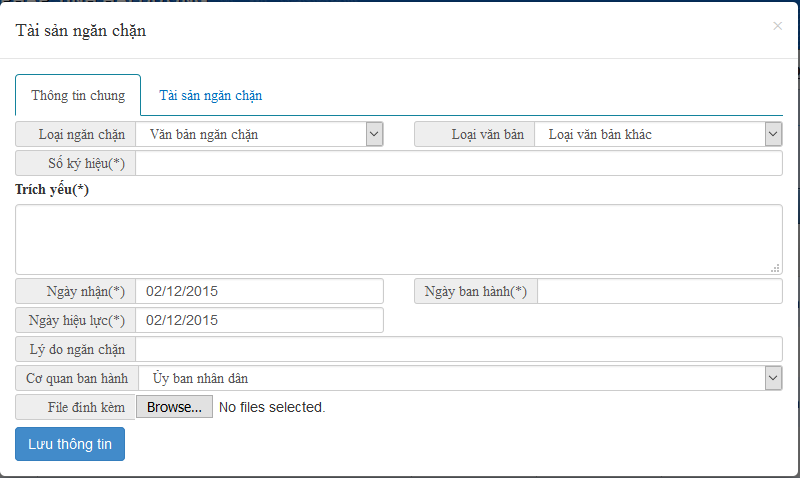 Tài sản ngăn chặn
×
Thông tin chung Tài sản ngăn chặn
Loại ngăn chặn Văn bản ngăn chặn Loại văn bản Loại văn bản khác
Số ký hiệu(*)
Trích yếu(*)
Ngày nhận(*) 02/12/2015 Ngày ban hành(*)
Ngày hiệu lực(*) 02/12/2015
Lý do ngăn chặn
Cơ quan ban hành Ủy ban nhân dân
File đính kèm Browse... No files selected.
Lưu thông tin